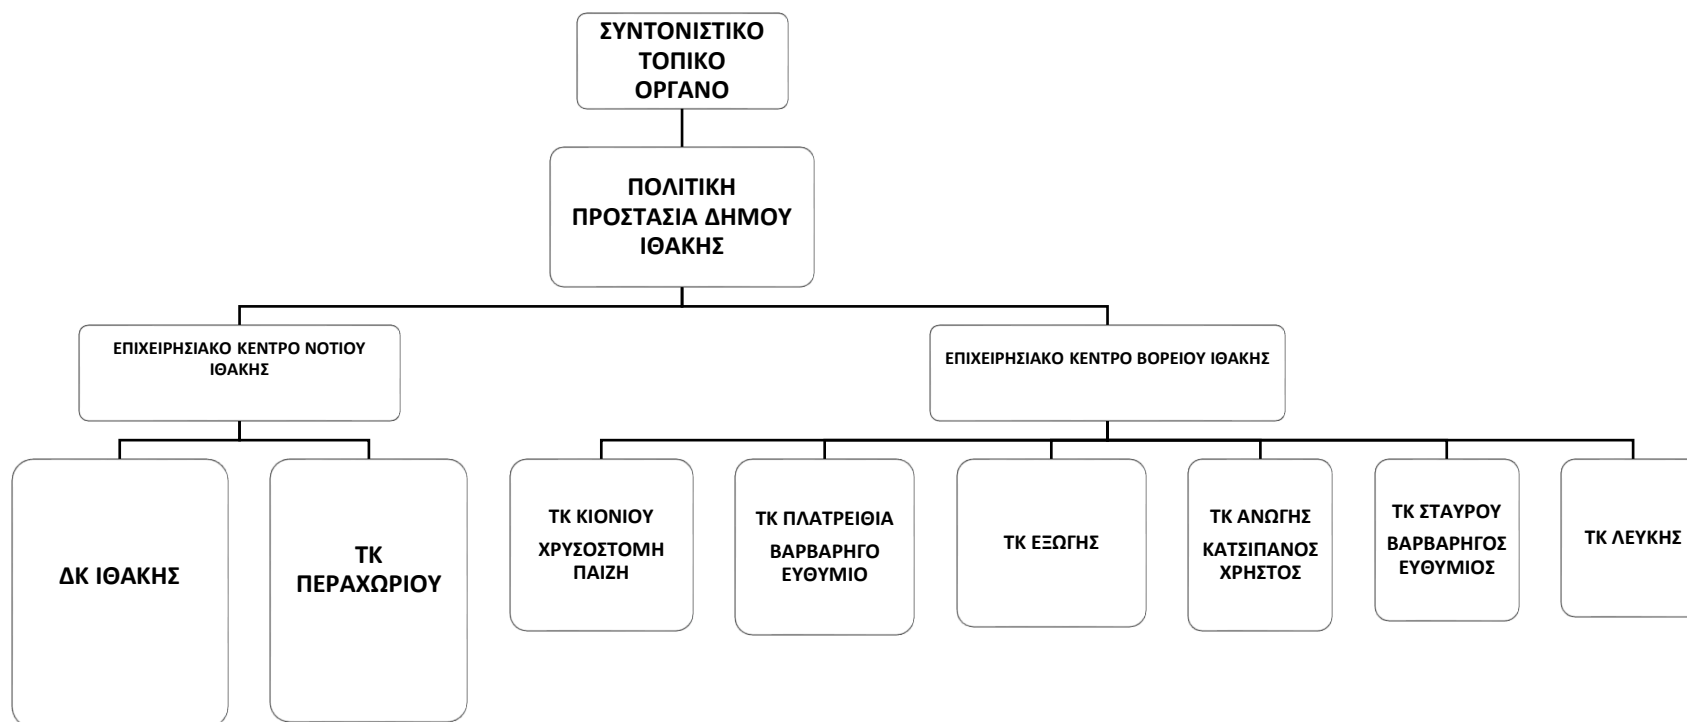 ΣΥΝΤΟΝΙΣΤΙΚΟ
ΤΟΠΙΚΟ
ΟΡΓΑΝΟ
ΠΟΛΙΤΙΚΗ
ΠΡΟΣΤΑΣΙΑ ΔΗΜΟΥ
ΙΘΑΚΗΣ
ΕΠΙΧΕΙΡΗΣΙΑΚΟ ΚΕΝΤΡΟ ΝΟΤΙΟΥ
ΙΘΑΚΗΣ
ΕΠΙΧΕΙΡΗΣΙΑΚΟ ΚΕΝΤΡΟ ΒΟΡΕΙΟΥ ΙΘΑΚΗΣ
ΔΚ ΙΘΑΚΗΣ
ΤΚ
ΠΕΡΑΧΩΡΙΟΥ
ΤΚ ΚΙΟΝΙΟΥ
ΧΡΥΣΟΣΤΟΜΗ
ΠΑΙΖΗ
ΤΚ ΠΛΑΤΡΕΙΘΙΑ
ΒΑΡΒΑΡΗΓΟ
ΕΥΘΥΜΙΟ
ΤΚ ΕΞΩΓΗΣ
ΤΚ ΑΝΩΓΗΣ
ΚΑΤΣΙΠΑΝΟΣ
ΧΡΗΣΤΟΣ
ΤΚ ΣΤΑΥΡΟΥ
ΒΑΡΒΑΡΗΓΟΣ
ΕΥΘΥΜΙΟΣ
ΤΚ ΛΕΥΚΗΣ